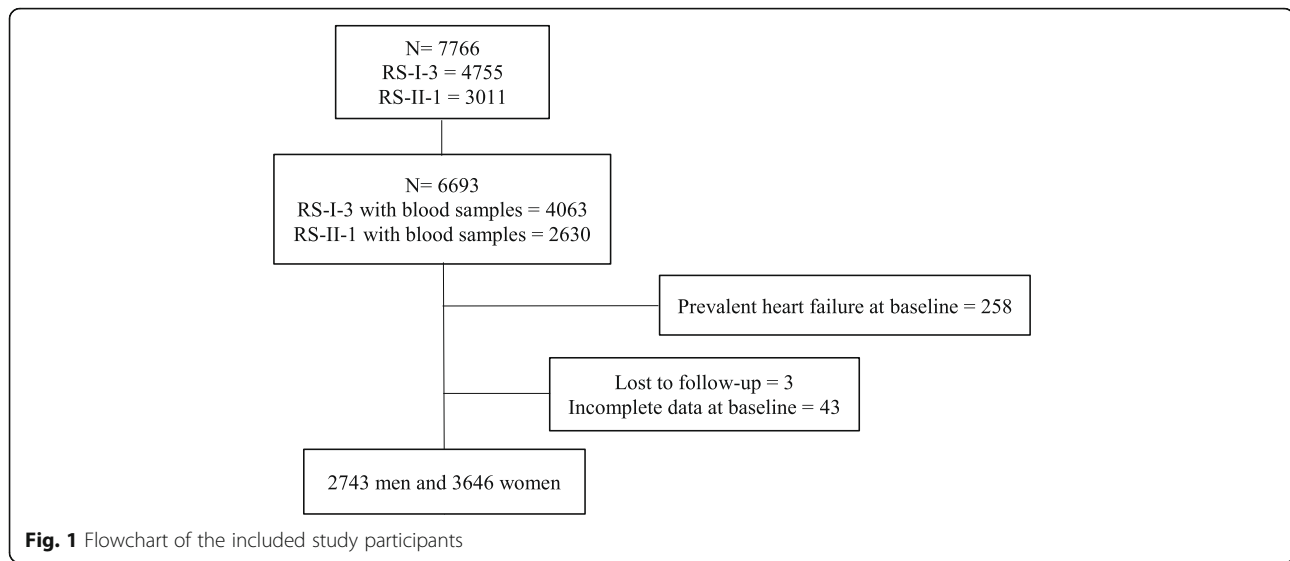 N= 7766
RS-I-3 = 4755
RS-II-1 = 3011
N= 6693
RS-I-3 with blood samples = 4063
RS-II-1 with blood samples = 2630
Prevalent heart failure at baseline = 258
Lost to follow-up = 3
Incomplete data at baseline = 43
2743 men and 3646 women
Fig. 1 Flowchart of the included study participants